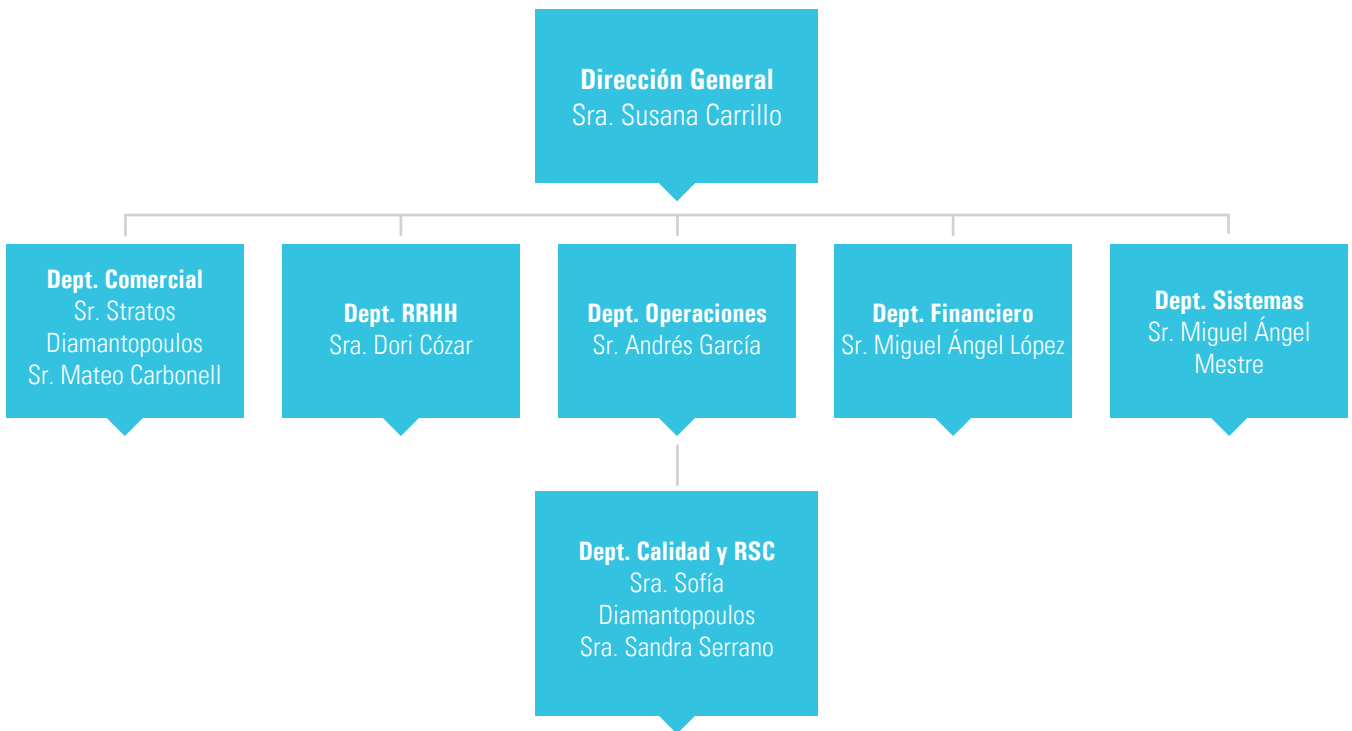 Dirección General
Sra. Susana Carrillo
Dept. Comercial
Sr. Stratos
Diamantopoulos
Sr. Mateo Carbonell
Dept. RRHH
Sra. Dori Cózar
Dept. Operaciones
Sr. Andrés García
Dept. Financiero
Sr. Miguel Ángel López
Dept. Sistemas
Sr. Miguel Ángel
Mestre
Dept. Calidad y RSC
Sra. Sofía
Diamantopoulos
Sra. Sandra Serrano